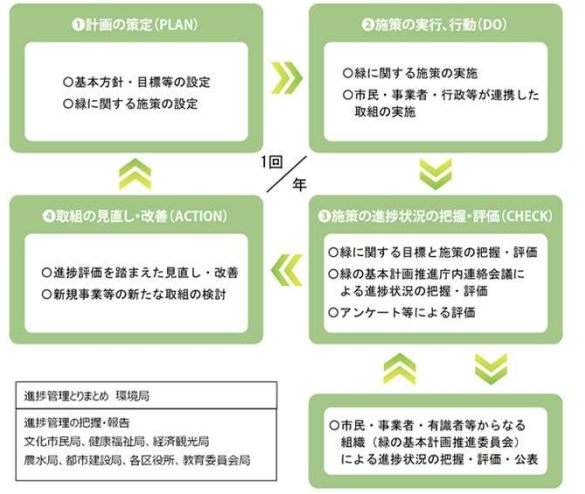 ❶計画の策定(PLAN)
○基本方針・目標等の設定
○緑に関する施策の設定
❷施策の実行、行動(DO)
○緑に関する施策の実施
○市民・事業者・行政等が連携した
取組の実施
1回
/
年
❸施策の進捗状況の把握・評価(CHECK)
○緑に関する目標と施策の把握・評価
○緑の基本計画推進庁内連絡会議に
よる進捗状況の把握・評価
○アンケート等による評価
❹取組の見直し・改善(ACTION)
○進捗評価を踏まえた見直し・改善
○新規事業等の新たな取組の検討
○市民・事業者・有識者等からなる
組織（緑の基本計画推進委員会）
による進捗状況の把握・評価・公表
進捗管理とりまとめ 環境局
進捗管理の把握・報告
文化市民局、健康福祉局、経済観光局
農水局、都市建設局、各区役所、教育委員会局